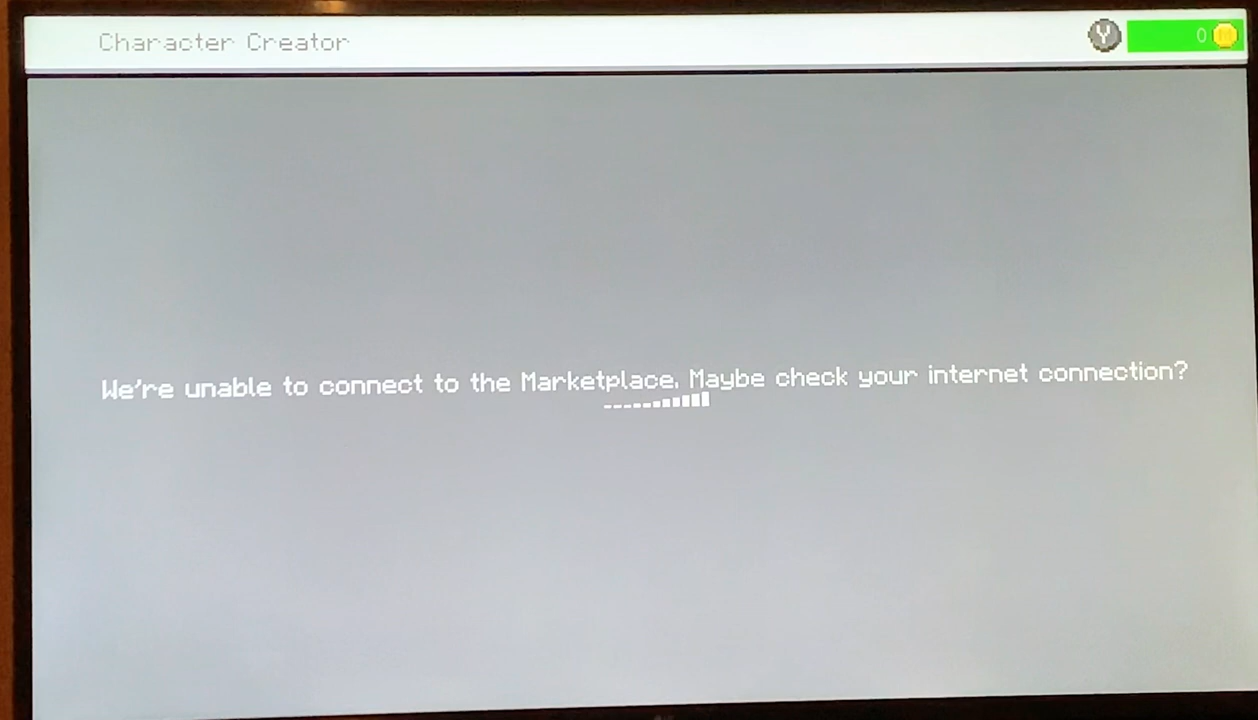 Character Creator
Y
0
We're unable to connect to the Marketplace. Maybe check your internet connection?